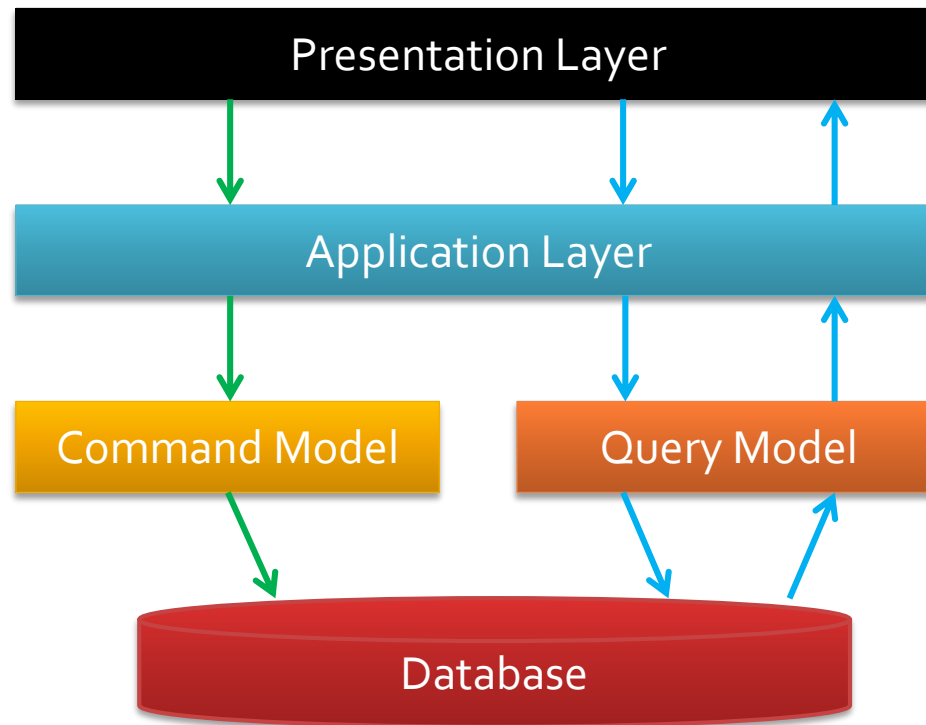 Presentation Layer
Application Layer
Command Model
Query Model
Database